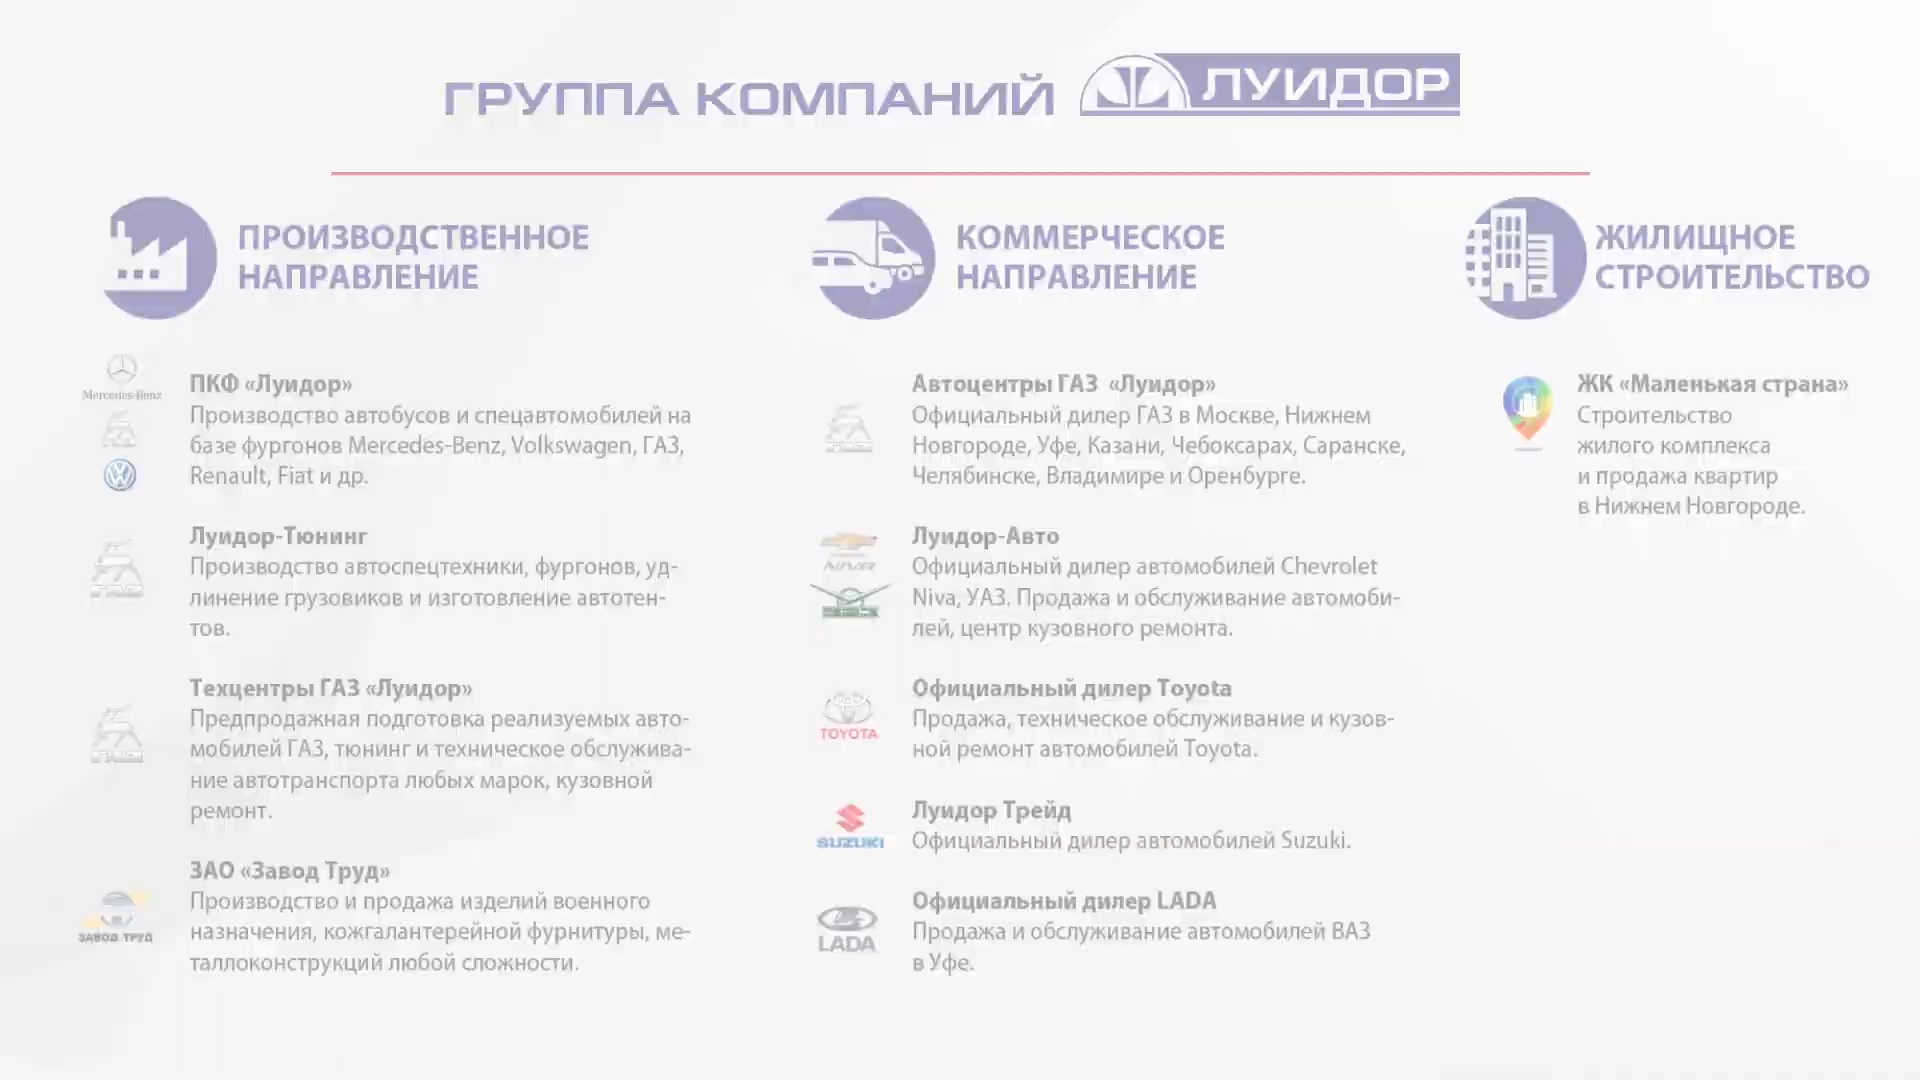 ГРУППА КОМПАНИЙ ЛУИДОР
ПРОИЗВОДСТВЕННОЕ
НАПРАВЛЕНИЕ
Mercedes-Benz
ПКФ «Луидор»
Производство автобусов и спецавтомобилей на
базе фургонов Mercedes-Benz, Volkswagen, ГАЗ,
Renault, Fiat и др.
Луидор-Тюнинг
Производство автоспецтехники, фургонов, уд-
линение грузовиков и изготовление автотен-
тов.
Техцентры ГАЗ «Луидор»
Предпродажная подготовка реализуемых авто-
мобилей ГАЗ, тюнинг и техническое обслужива-
ние автотранспорта любых марок, кузовной
ремонт.
ЗАВОД ТРУД
ЗАО «Завод Труд»
Производство и продажа изделий военного
назначения, кожгалантерейной фурнитуры, ме-
таллоконструкций любой сложности.
КОММЕРЧЕСКОЕ
НАПРАВЛЕНИЕ
Автоцентры ГАЗ «Луидор»
Официальный дилер ГАЗ в Москве, Нижнем
Новгороде, Уфе, Казани, Чебоксарах, Саранске,
Челябинске, Владимире и Оренбурге.
NIVA
Луидор-Авто
Официальный дилер автомобилей Chevrolet
Niva, УАЗ. Продажа и обслуживание автомоби-
лей, центр кузовного ремонта.
TOYOTA
Официальный дилер Toyota
Продажа, техническое обслуживание и кузов-
ной ремонт автомобилей Toyota.
SUZUKI
Луидор Трейд
Официальный дилер автомобилей Suzuki.
LADA
Официальный дилер LADA
Продажа и обслуживание автомобилей ВАЗ
в Уфе.
ЖИЛИЩНОЕ
СТРОИТЕЛЬСТВО
ЖК «Маленькая страна»
Строительство
жилого комплекса
и продажа квартир
в Нижнем Новгороде.